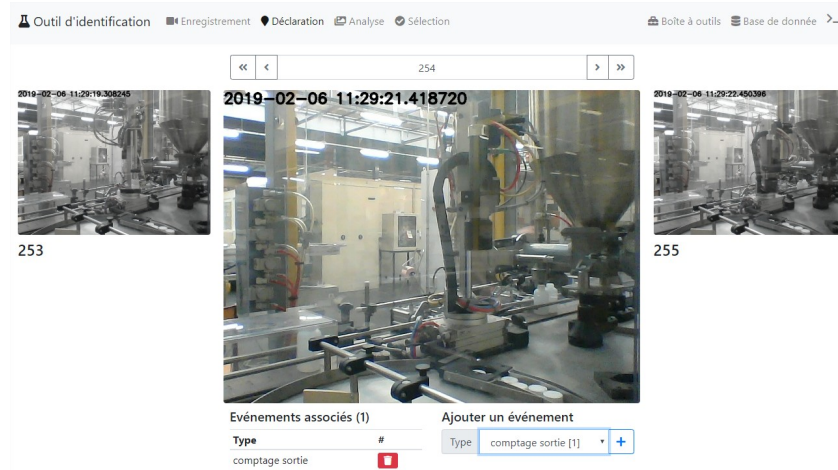 Outil d'identification Enregistrement Déclaration Analyse Sélection Boîte à outils Base de donnée
« ‹ 254 › »
2019-02-06 11:29:19.308245
2019-02-06 11:29:21.418720
2019-02-06 11:29:22.450396
253
255
Evénements associés (1)
Ajouter un événement
Type #
Type comptage sortie [1] +
comptage sortie